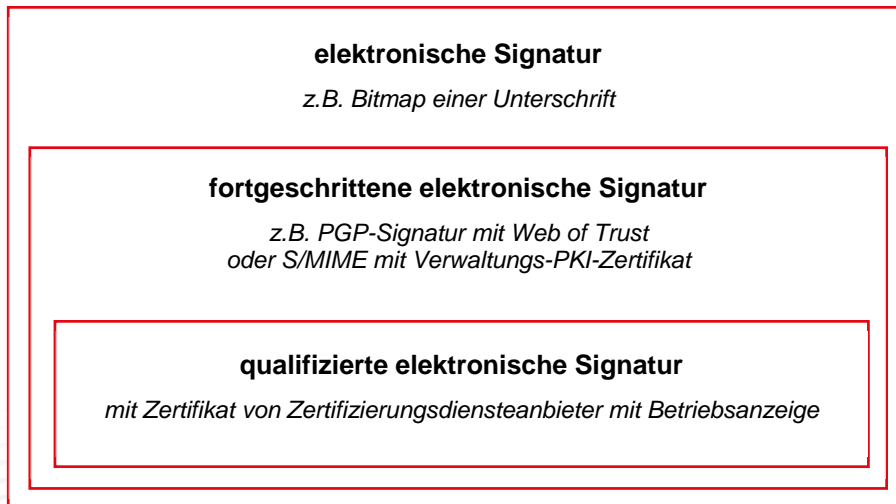 elektronische Signatur
z.B. Bitmap einer Unterschrift
fortgeschrittene elektronische Signatur
z.B. PGP-Signatur mit Web of Trust
oder S/MIME mit Verwaltungs-PKI-Zertifikat
qualifizierte elektronische Signatur
mit Zertifikat von Zertifizierungsdiensteanbieter mit Betriebsanzeige